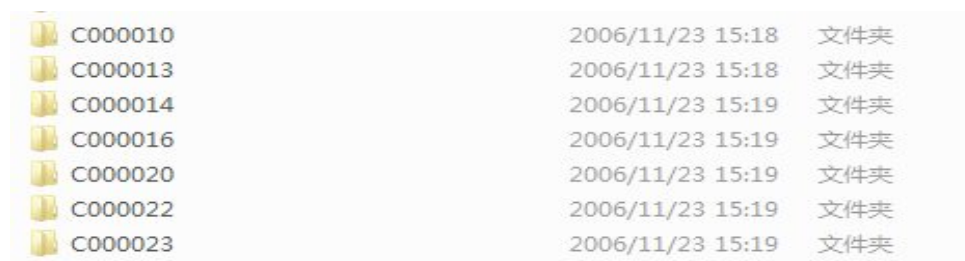 C000010 2006/11/23 15:18 文件夹
C000013 2006/11/23 15:18 文件夹
C000014 2006/11/23 15:19 文件夹
C000016 2006/11/23 15:19 文件夹
C000020 2006/11/23 15:19 文件夹
C000022 2006/11/23 15:19 文件夹
C000023 2006/11/23 15:19 文件夹